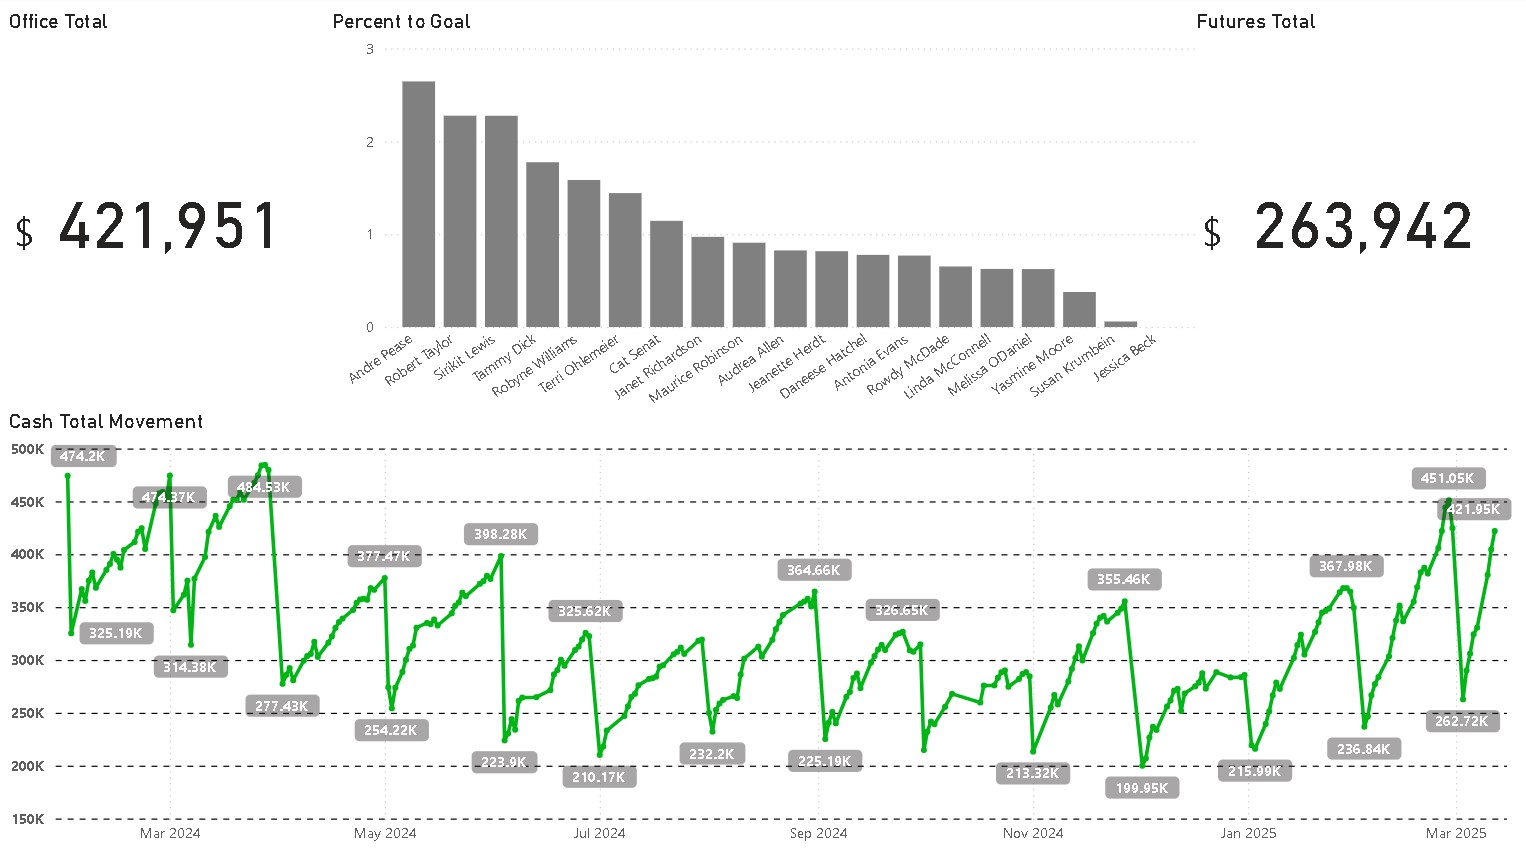 Office Total
Percent to Goal
Futures Total
3
2
1
0
$ 421,951
$ 263,942
Andre Pease
Robert Taylor
Sirikit Lewis
Tammy Dick
Robyne Williams
Terri Ohlemeier
Cat Senat
Janet Richardson
Maurice Robinson
Audrea Allen
Jeanette Herdt
Daneese Hatchel
Antonia Evans
Rowdy McDade
Linda McConnell
Melissa ODaniel
Yasmine Moore
Susan Krumbein
Jessica Beck
Cash Total Movement
500K
450K
400K
350K
300K
250K
200K
150K
474.2K
325.19K
474.37K
314.38K
484.53K
277.43K
377.47K
254.22K
398.28K
223.9K
325.62K
210.17K
232.2K
364.66K
225.19K
326.65K
213.32K
355.46K
199.95K
215.99K
367.98K
236.84K
451.05K
262.72K
421.95K
Mar 2024
May 2024
Jul 2024
Sep 2024
Nov 2024
Jan 2025
Mar 2025